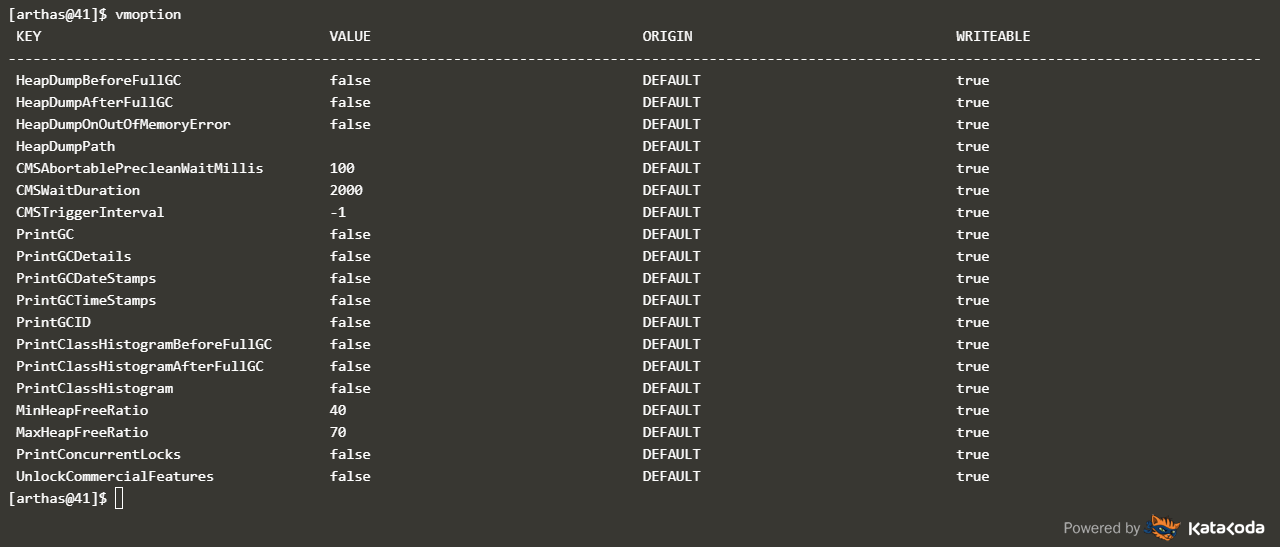 [arthas@41]$ vmoption
KEY VALUE ORIGIN WRITEABLE
--------------------------------------------------------------------------------------------------------------------------------------------------------
HeapDumpBeforeFullGC false DEFAULT true
HeapDumpAfterFullGC false DEFAULT true
HeapDumpOnOutOfMemoryError false DEFAULT true
HeapDumpPath DEFAULT true
CMSAbortablePrecleanWaitMillis 100 DEFAULT true
CMSWaitDuration 2000 DEFAULT true
CMSTriggerInterval -1 DEFAULT true
PrintGC false DEFAULT true
PrintGCDetails false DEFAULT true
PrintGCDateStamps false DEFAULT true
PrintGCTimeStamps false DEFAULT true
PrintGCID false DEFAULT true
PrintClassHistogramBeforeFullGC false DEFAULT true
PrintClassHistogramAfterFullGC false DEFAULT true
PrintClassHistogram false DEFAULT true
MinHeapFreeRatio 40 DEFAULT true
MaxHeapFreeRatio 70 DEFAULT true
PrintConcurrentLocks false DEFAULT true
UnlockCommercialFeatures false DEFAULT true
[arthas@41]$
Powered by Katacoda